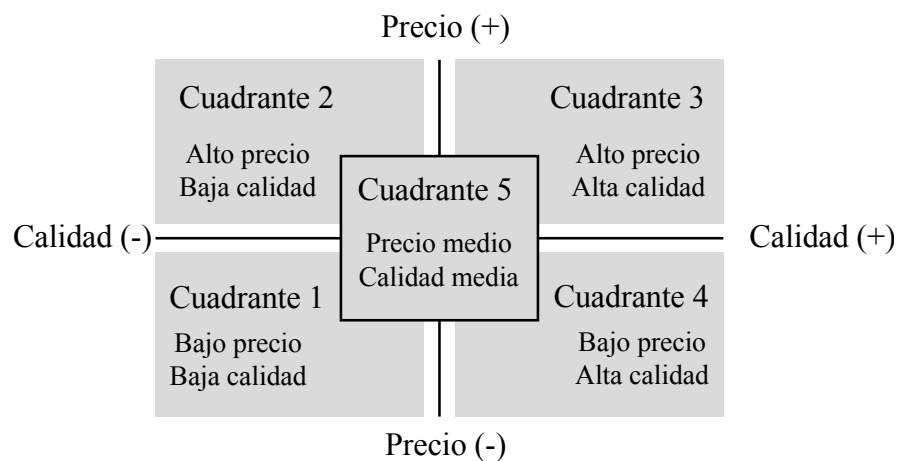 Precio (+)
Cuadrante 2
Alto precio
Baja calidad
Cuadrante 3
Alto precio
Alta calidad
Calidad (-)
Cuadrante 5
Precio medio
Calidad media
Calidad (+)
Cuadrante 1
Bajo precio
Baja calidad
Cuadrante 4
Bajo precio
Alta calidad
Precio (-)